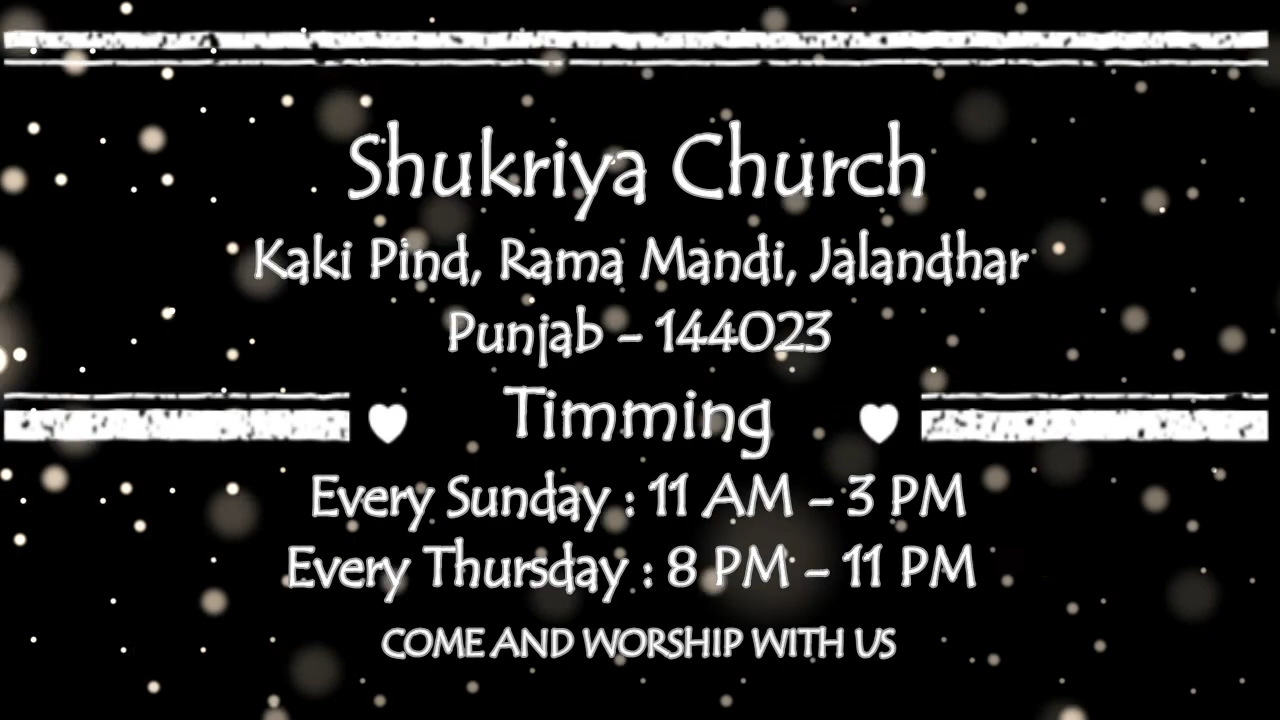 Shukriya Church
Kaki Pind, Rama Mandi, Jalandhar
Punjab - 144023
Timming
Every Sunday : 11 AM - 3 PM
Every Thursday : 8 PM - 11 PM
COME AND WORSHIP WITH US